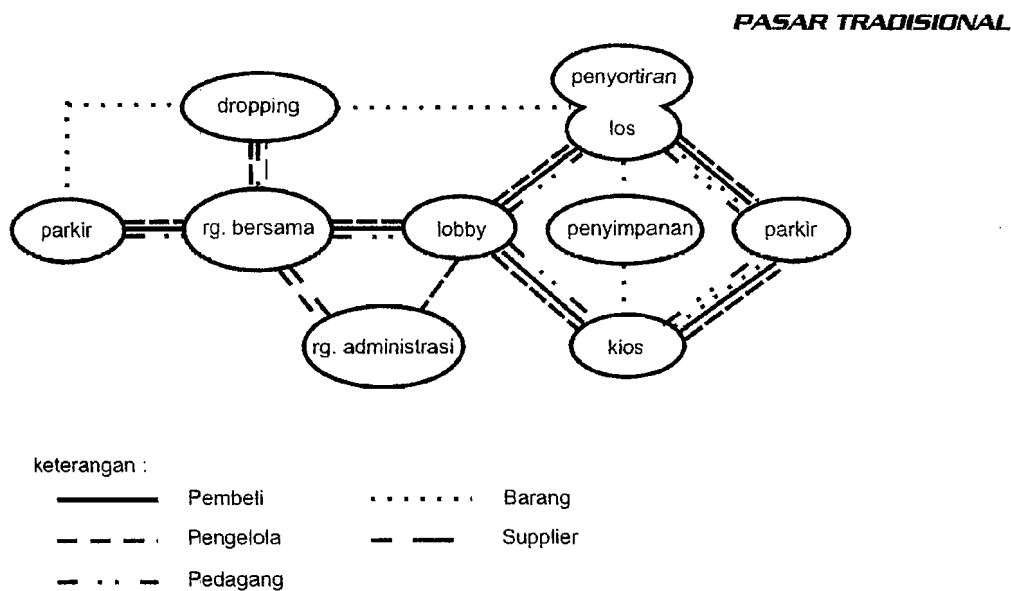 PASAR TRADISIONAL
penyortiran
dropping
los
parkir
rg. bersama
lobby
penyimpanan
parkir
rg. administrasi
kios
keterangan :
Pembeli
Barang
Pengelola
Supplier
Pedagang